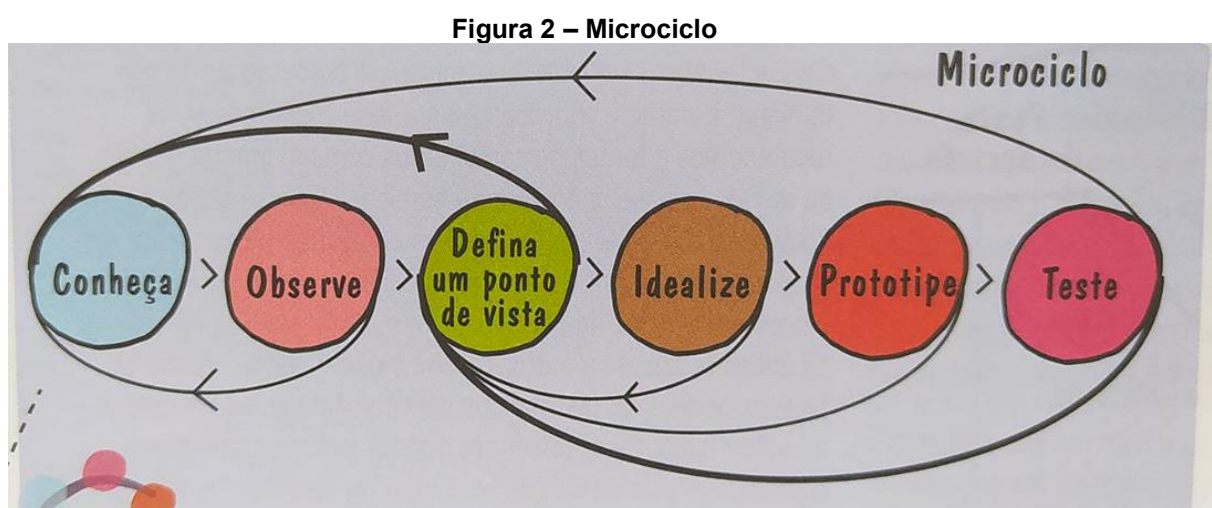 Figura 2 – Microciclo
Microciclo
Conheça
Observe
Defina
um ponto
de vista
Idealize
Prototipe
Teste